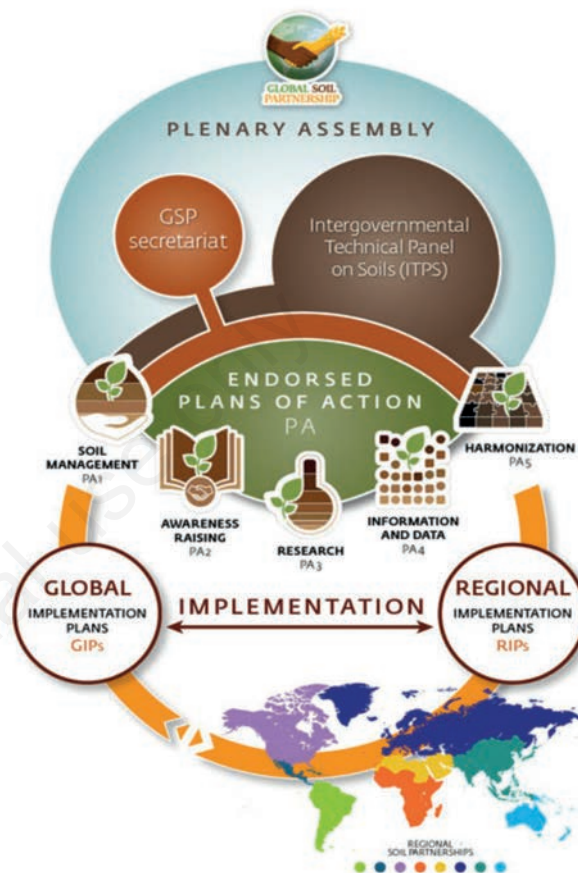 GLOBAL SOIL
PARTNERSHIP
PLENARY ASSEMBLY
GSP
secretariat
Intergovernmental
Technical Panel
on Soils (ITPS)
ENDORSED
PLANS OF ACTION
PA
SOIL
MANAGEMENT
PA1
AWARENESS
RAISING
PA2
RESEARCH
PA3
INFORMATION
AND DATA
PA4
HARMONIZATION
PA5
GLOBAL
IMPLEMENTATION
PLANS
GIPs
IMPLEMENTATION
REGIONAL
IMPLEMENTATION
PLANS
RIPs
REGIONAL
SOIL PARTNERSHIPS